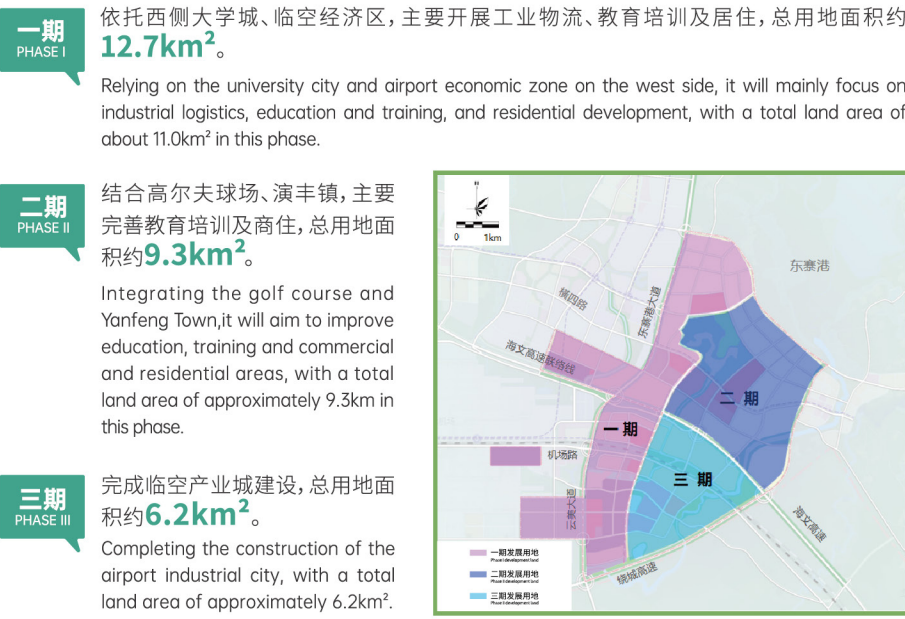 一期
PHASE I
依托西侧大学城、临空经济区，主要开展工业物流、教育培训及居住，总用地面积约
12.7km²。
Relying on the university city and airport economic zone on the west side, it will mainly focus on
industrial logistics, education and training, and residential development, with a total land area of
about 11.0km² in this phase.
二期
PHASE II
结合高尔夫球场、演丰镇，主要
完善教育培训及商住，总用地面
积约9.3km²。
Integrating the golf course and
Yanfeng Town,it will aim to improve
education, training and commercial
and residential areas, with a total
land area of approximately 9.3km in
this phase.
三期
PHASE III
完成临空产业城建设，总用地面
积约6.2km²。
Completing the construction of the
airport industrial city, with a total
land area of approximately 6.2km².
0 1km
东寨港
横四路
东寨港大道
海文高速联络线
二 期
一 期
机场路
三 期
云美大道
海文高速
绕城高速
一期发展用地
二期发展用地
三期发展用地